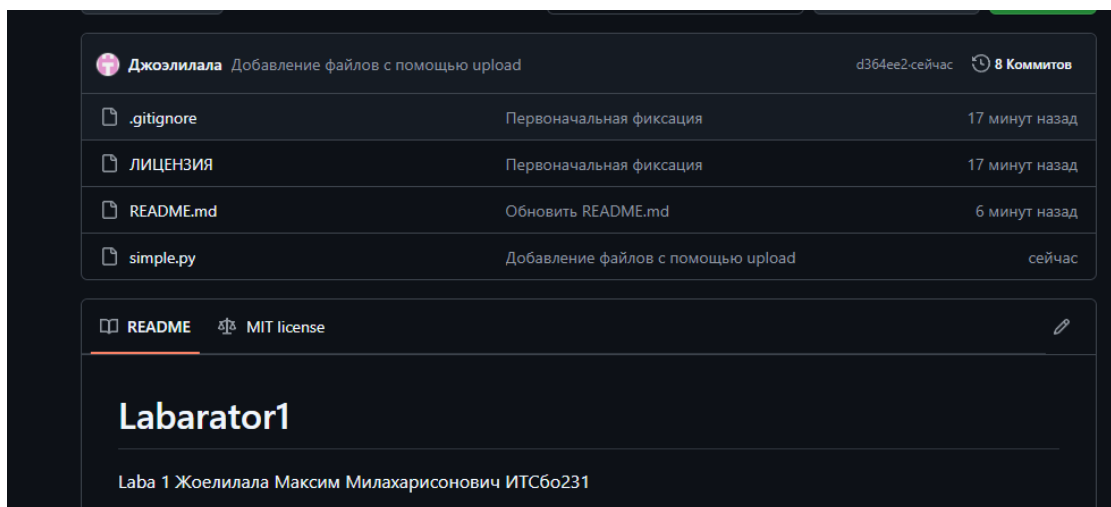 Джоэлилала Добавление файлов с помощью upload d364ee2·сейчас 8 Коммитов
.gitignore Первоначальная фиксация 17 минут назад
ЛИЦЕНЗИЯ Первоначальная фиксация 17 минут назад
README.md Обновить README.md 6 минут назад
simple.py Добавление файлов с помощью upload сейчас
README MIT license
Labarator1
Laba 1 Жоелилала Максим Милахарисонович ИТСбо231